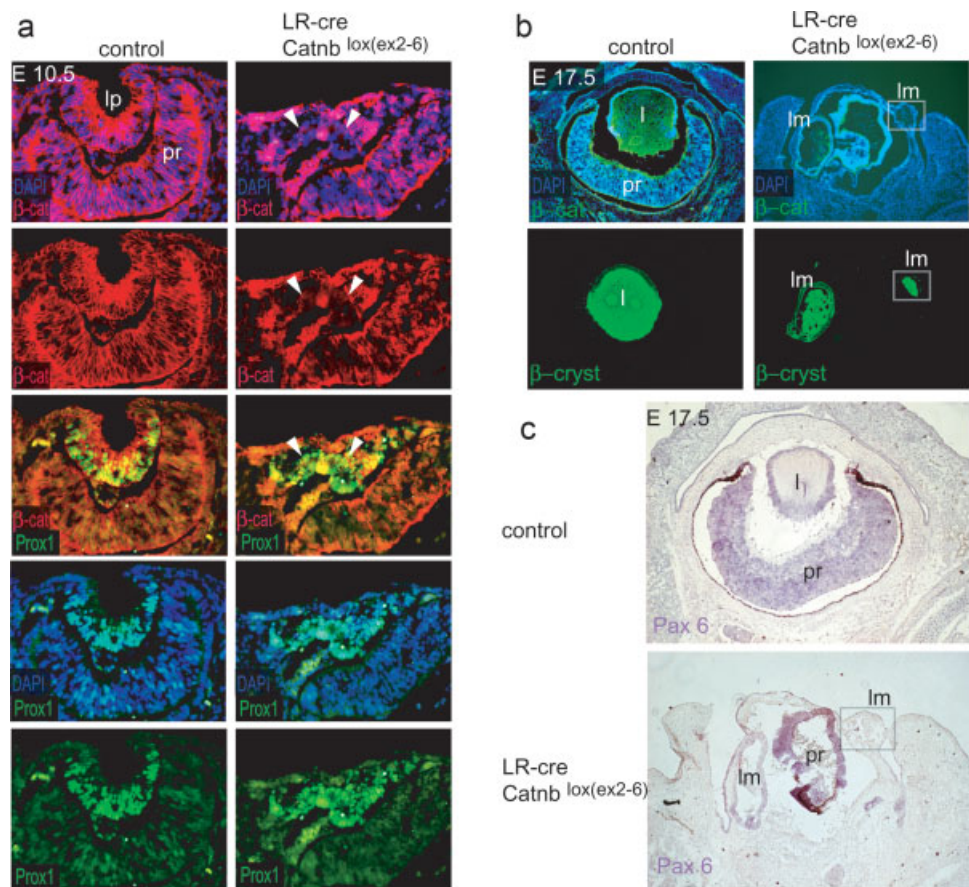 a
control
LR-cre
Catnb lox(ex2-6)
E 10.5
lp
pr
DAPI
β-cat
DAPI
β-cat
β-cat
β-cat
β-cat
Prox1
β-cat
Prox1
DAPI
Prox1
DAPI
Prox1
Prox1
Prox1
b
control
LR-cre
Catnb lox(ex2-6)
E 17.5
l
pr
DAPI
β–cat
lm
lm
DAPI
β–cat
l
β–cryst
lm
lm
β–cryst
c
control
E 17.5
l
pr
Pax 6
LR-cre
Catnb lox(ex2-6)
lm
pr
lm
Pax 6